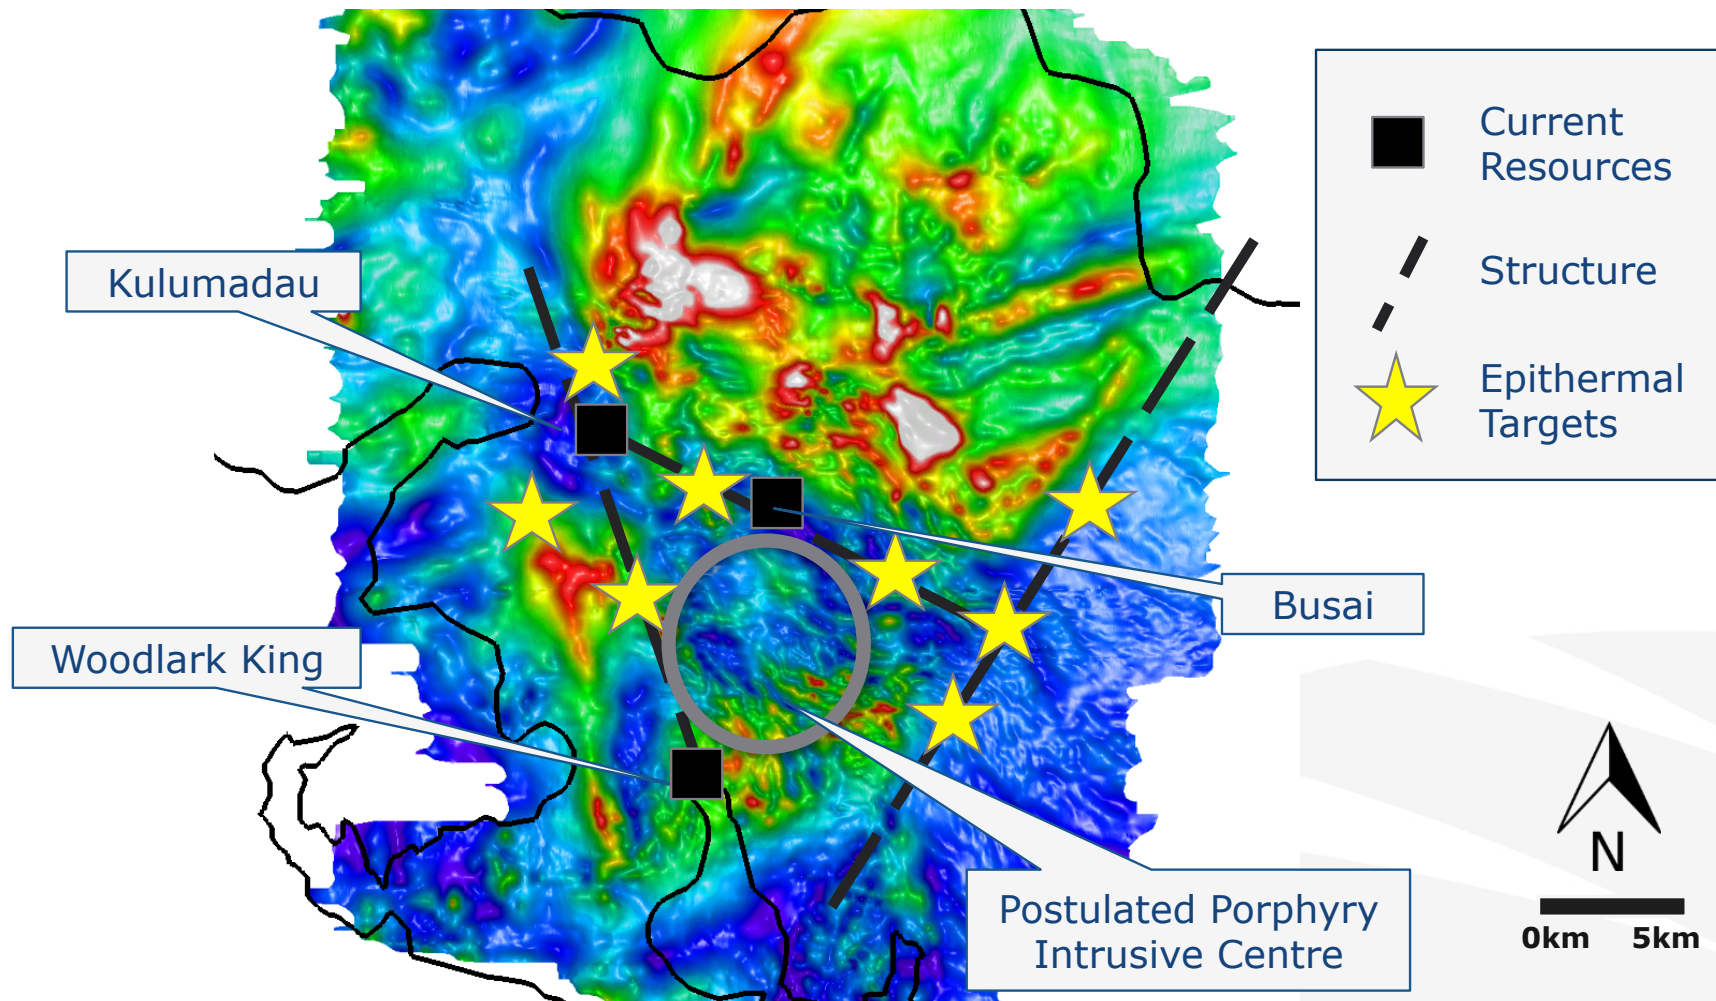 Current
Resources
Structure
Epithermal
Targets
Kulumadau
Busai
Woodlark King
Postulated Porphyry
Intrusive Centre
N
0km 5km